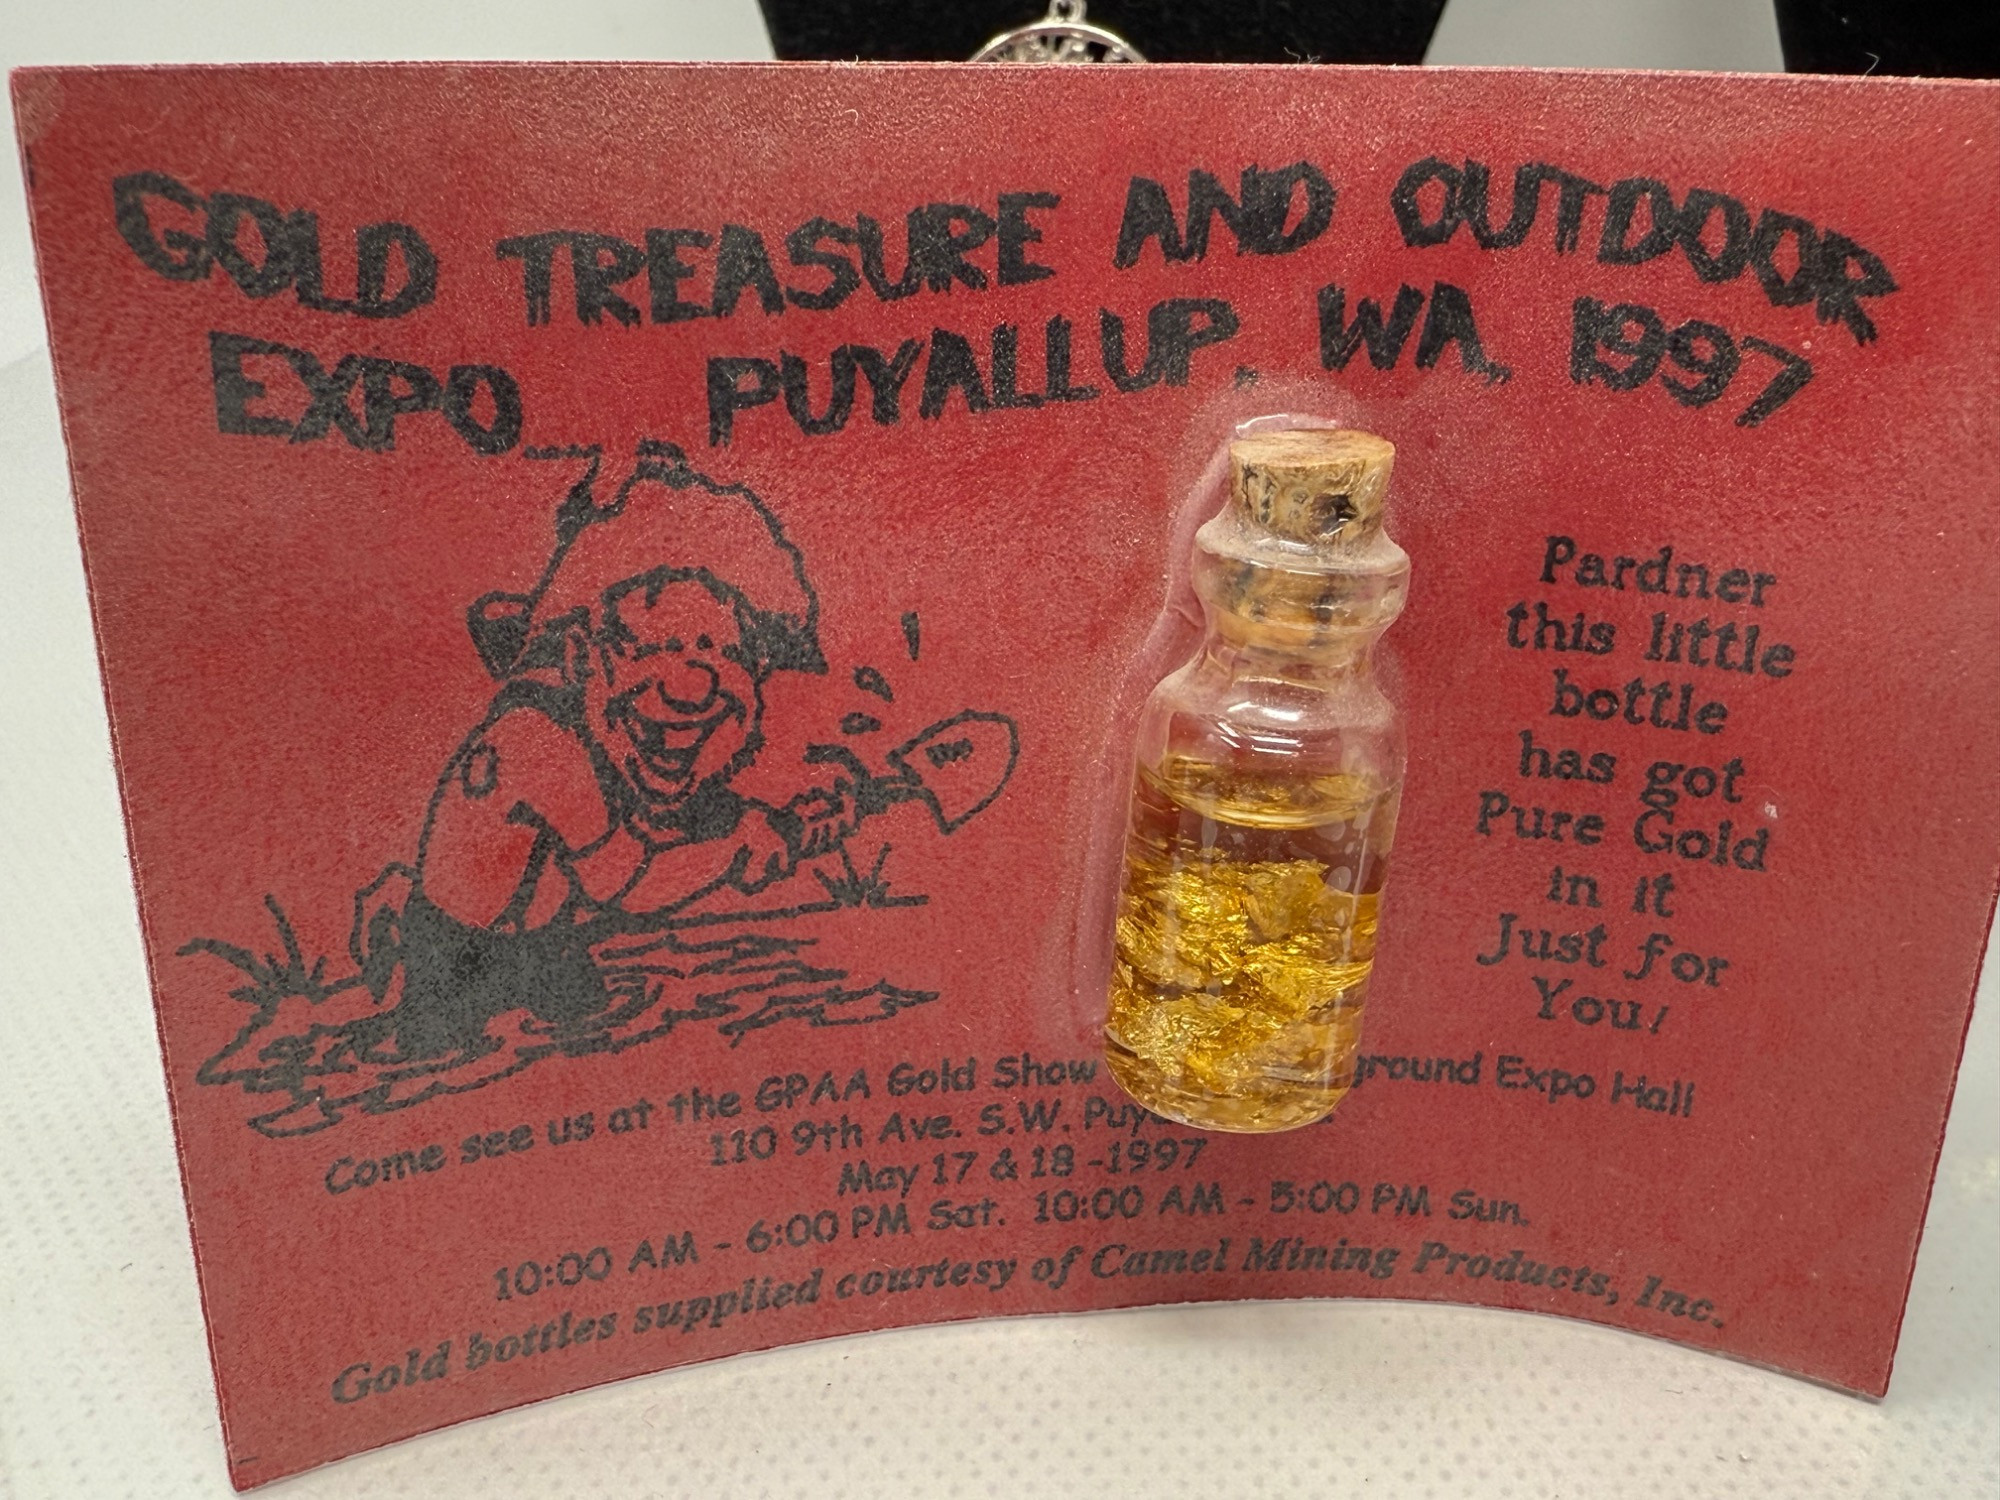 GOLD TREASURE AND OUTDOOR
EXPO PUYALLUP, WA, 1997
Pardner
this little
bottle
has got
Pure Gold
in it
Just for
You!
Come see us at the GPAA Gold Show ground Expo Hall
110 9th Ave. S.W.
May 17 & 18 -1997
10:00 AM - 6:00 PM Sat. 10:00 AM - 5:00 PM Sun.
Gold bottles supplied courtesy of Camel Mining Products, Inc.